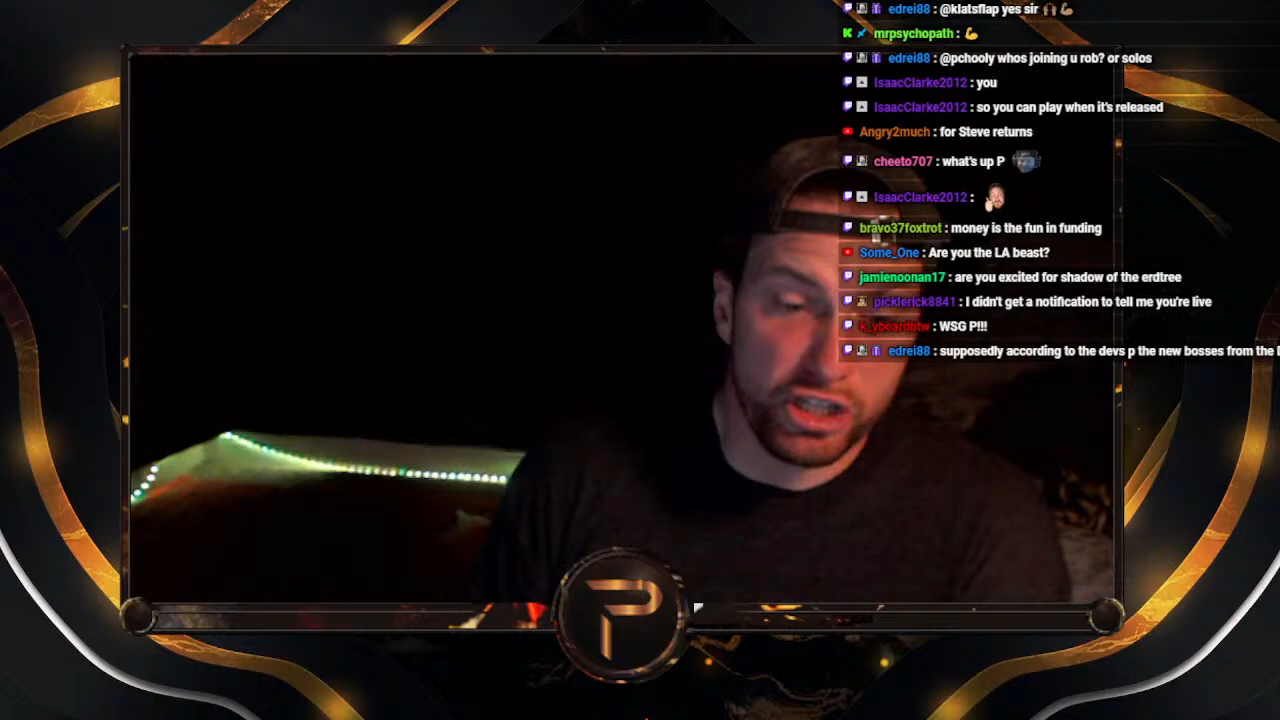 edrei88 : @klatsflap yes sir 🙌🏾💪🏾
mrpsychopath : 💪
edrei88 : @pchooly whos joining u rob? or solos
IsaacClarke2012 : you
IsaacClarke2012 : so you can play when it's released
Angry2much : for Steve returns
cheeto707 : what's up P
IsaacClarke2012 :
bravo37foxtrot : money is the fun in funding
Some_One : Are you the LA beast?
jamienoonan17 : are you excited for shadow of the erdtree
picklerick8841 : I didn't get a notification to tell me you're live
k_yboardbtw : WSG P!!!
edrei88 : supposedly according to the devs p the new bosses from the
P